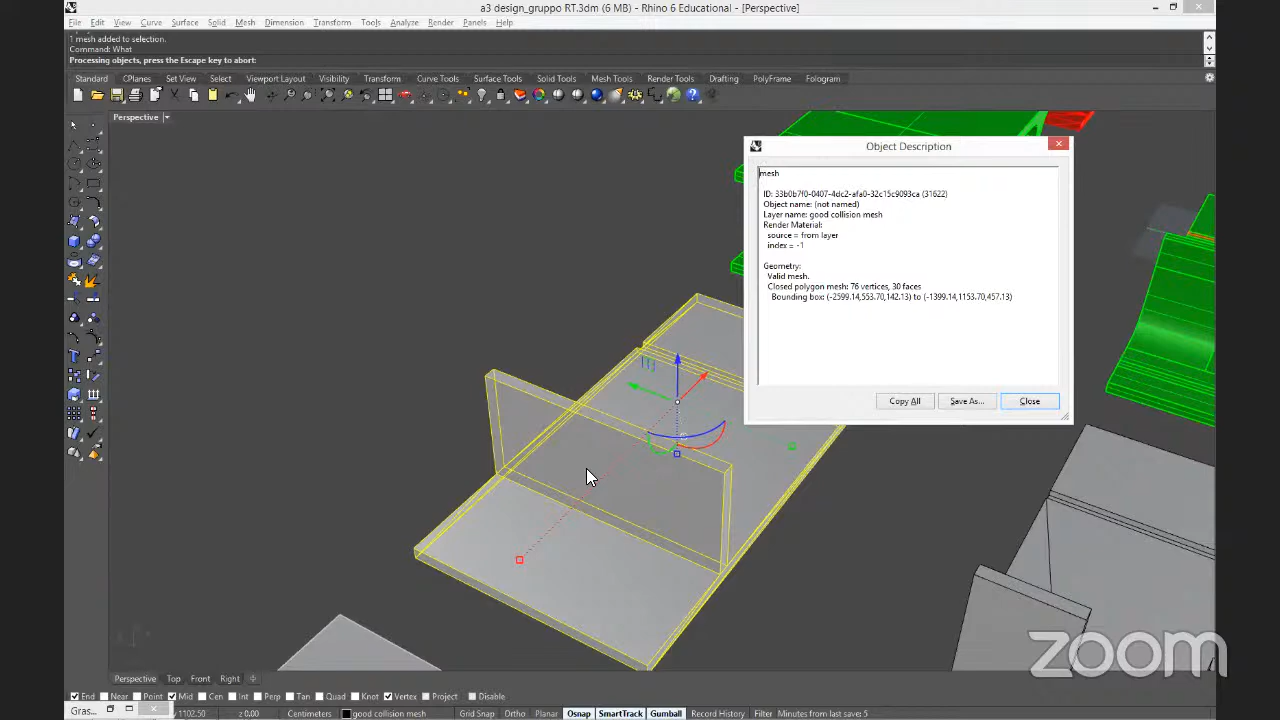 a3 design_gruppo RT.3dm (6 MB) - Rhino 6 Educational - [Perspective]
File Edit View Curve Surface Solid Mesh Dimension Transform Tools Analyze Render Panels Help
1 mesh added to selection.
Command: What
Processing objects, press the Escape key to abort:
Standard CPlanes Set View Select Viewport Layout Visibility Transform Curve Tools Surface Tools Solid Tools Mesh Tools Render Tools Drafting PolyFrame Fologram
Perspective
Object Description
mesh
ID: 33b0b7f0-0407-4dc2-afa0-32c15c9093ca (31622)
Object name: (not named)
Layer name: good collision mesh
Render Material:
source = from layer
index = -1
Geometry:
Valid mesh.
Closed polygon mesh: 76 vertices, 30 faces
Bounding box: (-2599.14,553.70,142.13) to (-1399.14,1153.70,457.13)
Copy All Save As... Close
zoom
Perspective Top Front Right
End Near Point Mid Cen Int Perp Tan Quad Knot Vertex Project Disable
Gras... y 1102.50 z 0,00 Centimeters good collision mesh Grid Snap Ortho Planar Osnap SmartTrack Gumball Record History Filter Minutes from last save: 5